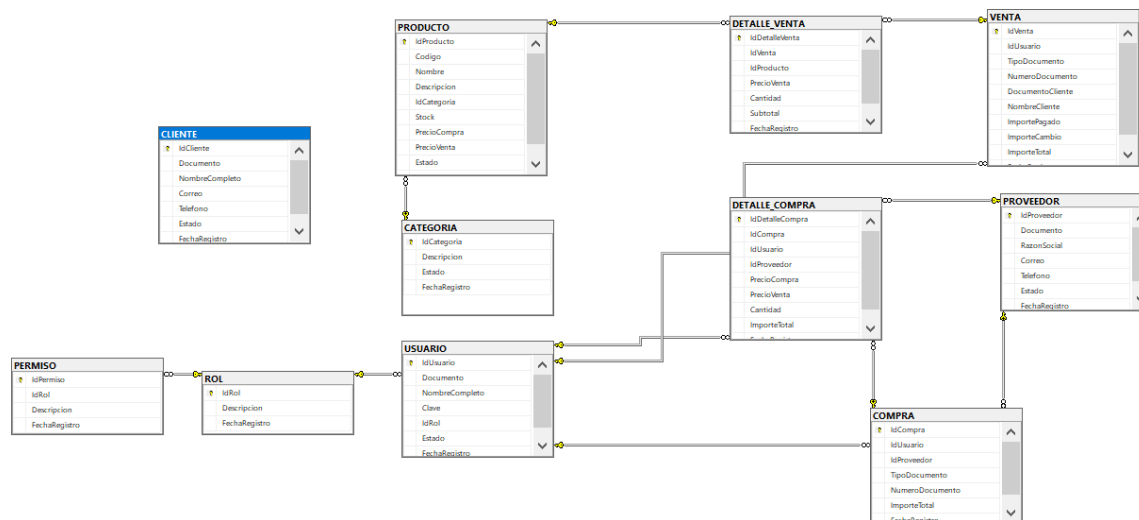 PRODUCTO
IdProducto
Codigo
Nombre
Descripcion
IdCategoria
Stock
PrecioCompra
PrecioVenta
Estado
DETALLE_VENTA
IdDetalleVenta
IdVenta
IdProducto
PrecioVenta
Cantidad
Subtotal
FechaRegistro
VENTA
IdVenta
IdUsuario
TipoDocumento
NumeroDocumento
DocumentoCliente
NombreCliente
ImportePagado
ImporteCambio
ImporteTotal
CLIENTE
IdCliente
Documento
NombreCompleto
Correo
Telefono
Estado
FechaRegistro
CATEGORIA
IdCategoria
Descripcion
Estado
FechaRegistro
DETALLE_COMPRA
IdDetalleCompra
IdCompra
IdUsuario
IdProveedor
PrecioCompra
PrecioVenta
Cantidad
ImporteTotal
PROVEEDOR
IdProveedor
Documento
RazonSocial
Correo
Telefono
Estado
FechaRegistro
PERMISO
IdPermiso
IdRol
Descripcion
FechaRegistro
ROL
IdRol
Descripcion
FechaRegistro
USUARIO
IdUsuario
Documento
NombreCompleto
Clave
IdRol
Estado
FechaRegistro
COMPRA
IdCompra
IdUsuario
IdProveedor
TipoDocumento
NumeroDocumento
ImporteTotal
FechaRegistro